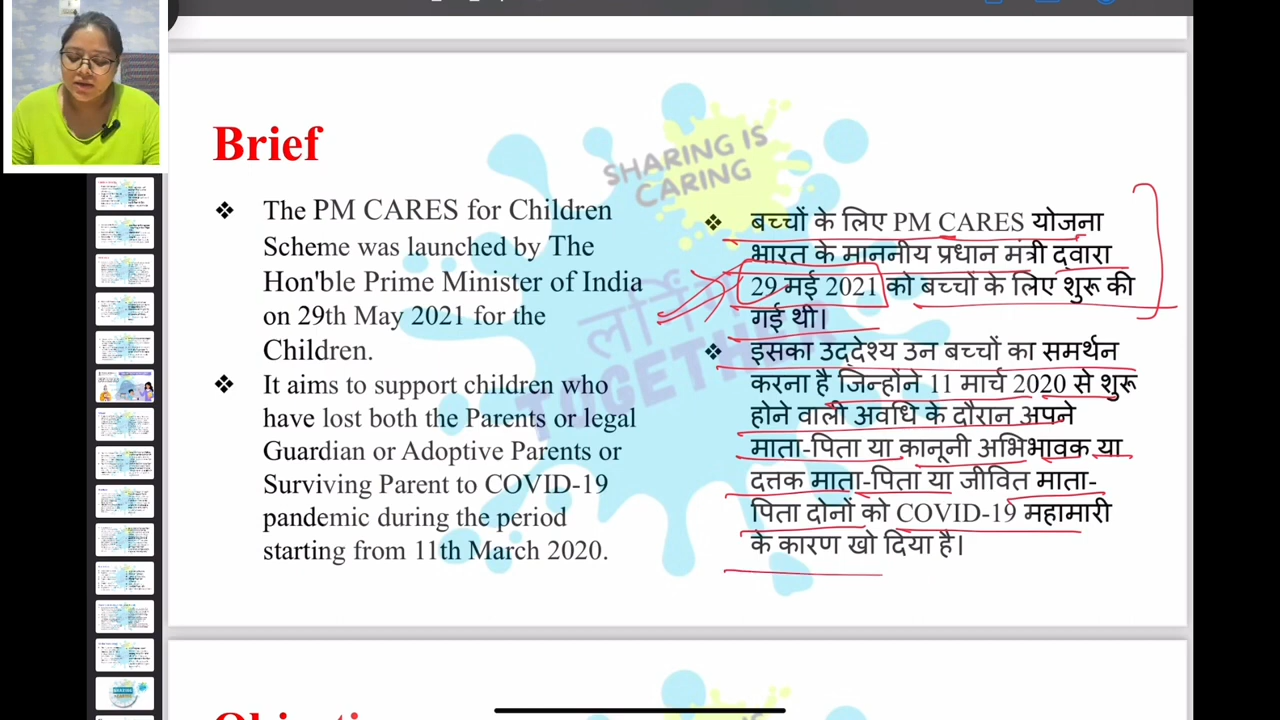 SHARING IS
CARING
लर्निंग
TOGETHER
Brief
❖ The PM CARES for Children
Scheme was launched by The
Hon'ble Prime Minister of India
on 29th May 2021 for the
Children.
❖ It aims to support children who
have lost both the Parents or legal
Guardian or Adoptive Parents or
Surviving Parent to COVID-19
pandemic during the period
starting from 11th March 2020.
❖ बच्चों के लिए PM CARES योजना
भारत के माननीय प्रधान मंत्री द्वारा
29 मई 2021 को बच्चों के लिए शुरू की
गई थी।
❖ इसका उद्देश्य उन बच्चों का समर्थन
करना है जिन्होंने 11 मार्च 2020 से शुरू
होने वाली अवधि के दौरान अपने
माता-पिता या कानूनी अभिभावक या
दत्तक माता-पिता या जीवित माता-
पिता दोनों को COVID-19 महामारी
के कारण खो दिया है।